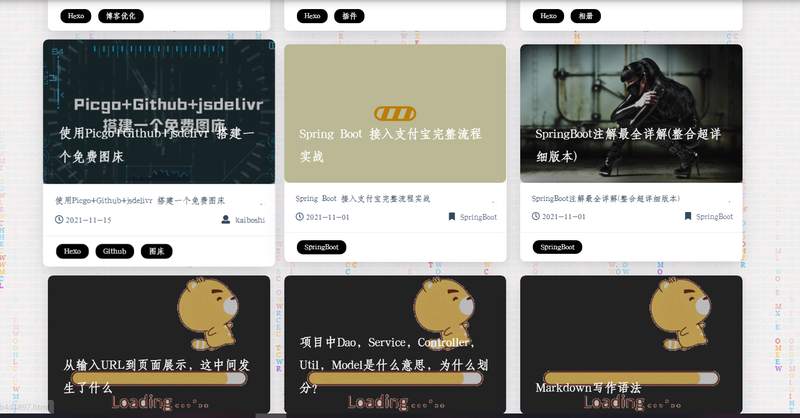 Hexo 博客优化
Hexo 插件
Hexo 相册
Picgo+Github+jsdelivr
搭建一个免费图床
使用Picgo+Github+jsdelivr 搭建一
个免费图床
Spring Boot 接入支付宝完整流程
实战
SpringBoot注解最全详解(整合超详
细版本)
使用Picgo+Github+jsdelivr 搭建一个免费图床
2021-11-15 kaiboshi
Hexo Github 图床
Spring Boot 接入支付宝完整流程实战
2021-11-01 SpringBoot
SpringBoot
SpringBoot注解最全详解(整合超详细版本)
2021-11-01 SpringBoot
SpringBoot
从输入URL到页面展示，这中间发
生了什么
Loading...
项目中Dao，Service，Controller，
Util，Model是什么意思，为什么划
分？
Loading...
Markdown写作语法
Loading...